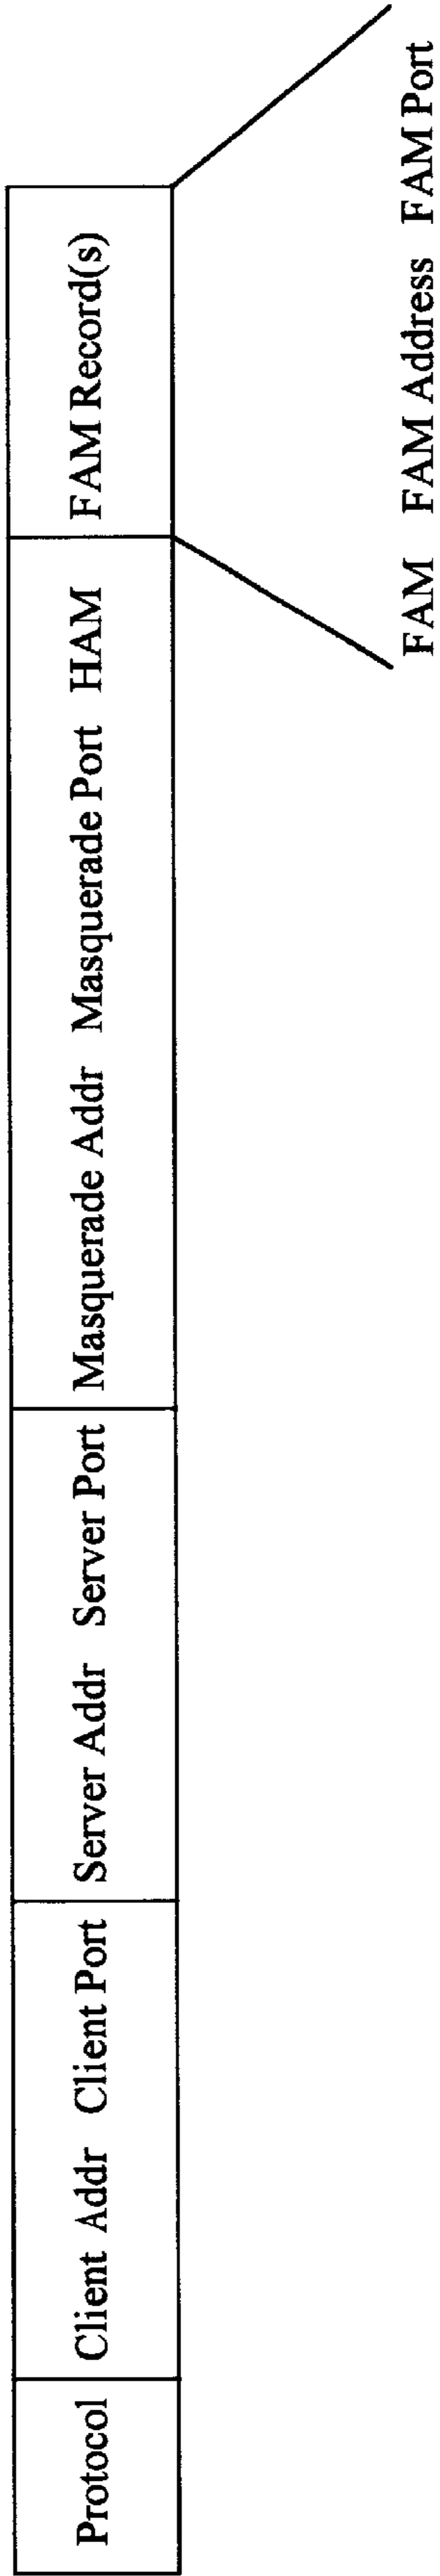 Protocol Client Addr Client Port Server Addr Server Port Masquerade Addr Masquerade Port HAM FAM Record(s)
FAM FAM Address FAM Port